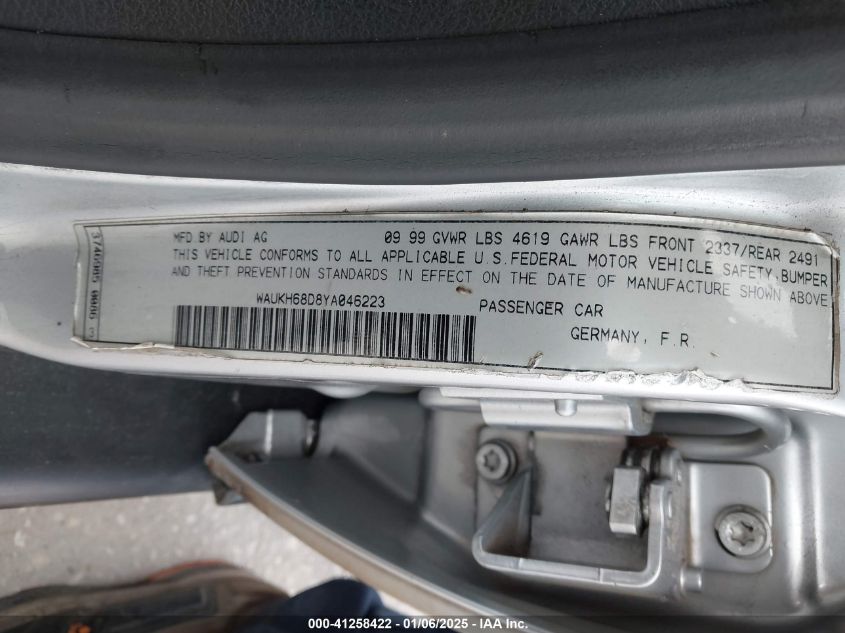 MFD BY AUDI AG 09 99 GVWR LBS 4619 GAWR LBS FRONT 2337/REAR 2491
THIS VEHICLE CONFORMS TO ALL APPLICABLE U.S.FEDERAL MOTOR VEHICLE SAFETY,BUMPER
AND THEFT PREVENTION STANDARDS IN EFFECT ON THE DATE OF MANUFACTURE SHOWN ABOVE
WAUKH68D8YA046223 PASSENGER CAR
GERMANY, F.R.
000-41258422 - 01/06/2025 - IAA Inc.